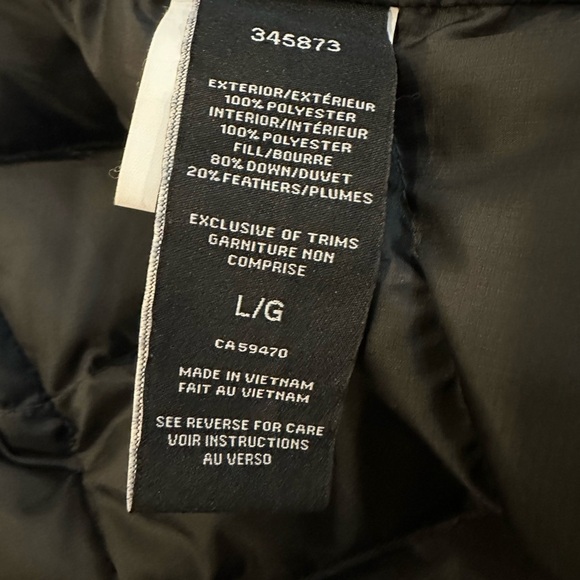 345873
EXTERIOR/EXTÉRIEUR
100% POLYESTER
INTERIOR/INTÉRIEUR
100% POLYESTER
FILL/BOURRE
80% DOWN/DUVET
20% FEATHERS/PLUMES
EXCLUSIVE OF TRIMS
GARNITURE NON
COMPRISE
L/G
CA59470
MADE IN VIETNAM
FAIT AU VIETNAM
SEE REVERSE FOR CARE
VOIR INSTRUCTIONS
AU VERSO